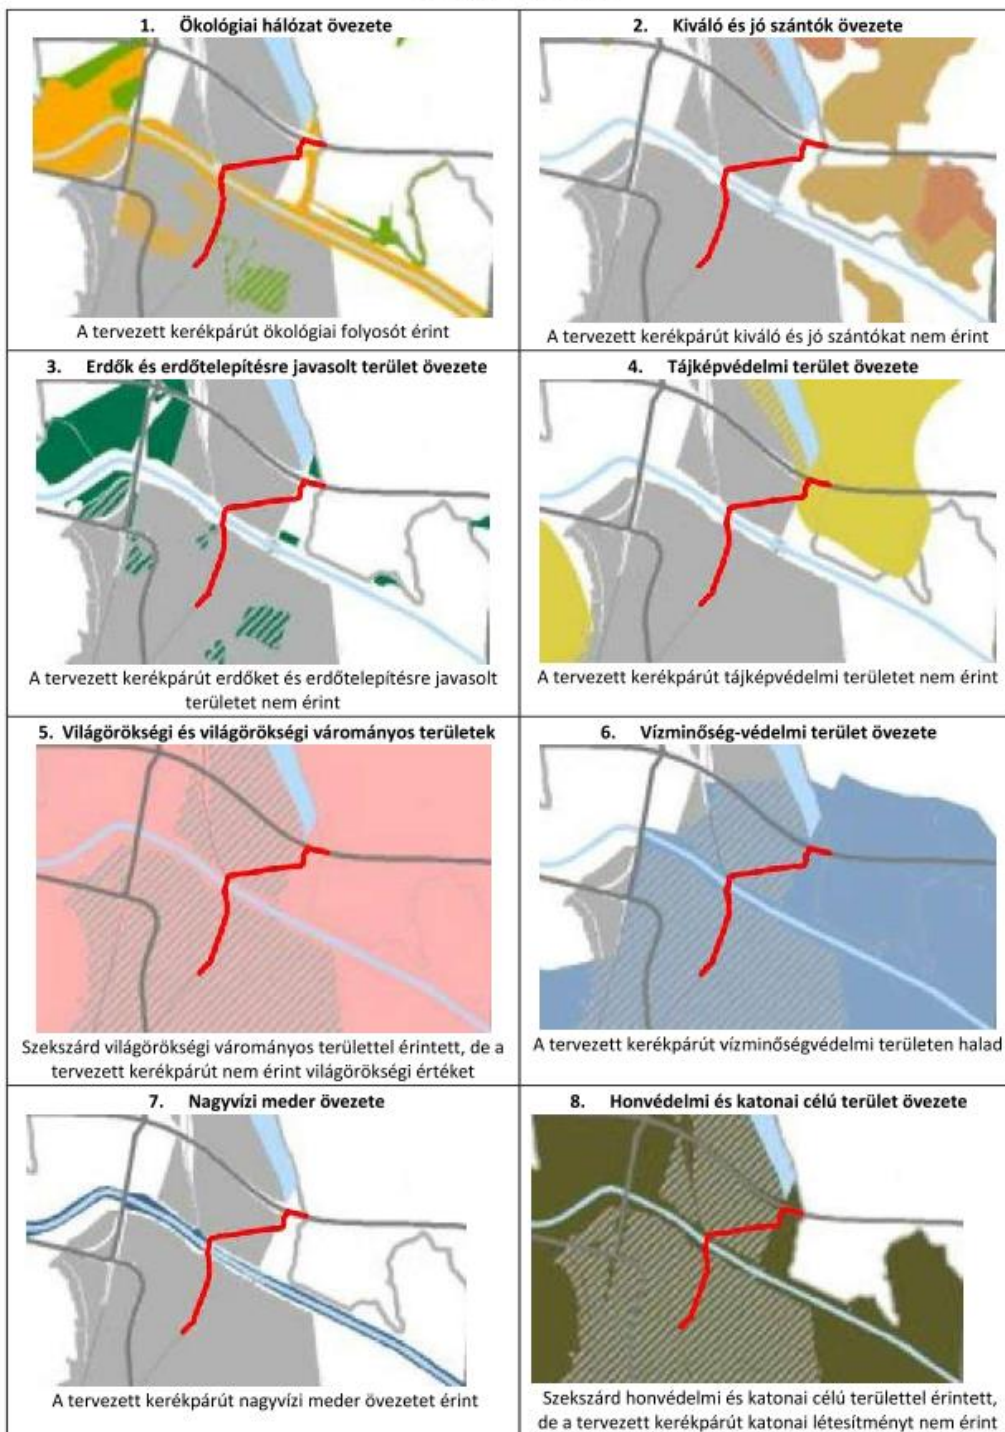 1. Ökológiai hálózat övezete
A tervezett kerékpárút ökológiai folyosót érint
2. Kiváló és jó szántók övezete
A tervezett kerékpárút kiváló és jó szántókat nem érint
3. Erdők és erdőtelepítésre javasolt terület övezete
A tervezett kerékpárút erdőket és erdőtelepítésre javasolt
területet nem érint
4. Tájképvédelmi terület övezete
A tervezett kerékpárút tájképvédelmi területet nem érint
5. Világörökségi és világörökségi várományos területek
Szekszárd világörökségi várományos területtel érintett, de a
tervezett kerékpárút nem érint világörökségi értéket
6. Vízminőség-védelmi terület övezete
A tervezett kerékpárút vízminőségvédelmi területen halad
7. Nagyvízi meder övezete
A tervezett kerékpárút nagyvízi meder övezetet érint
8. Honvédelmi és katonai célú terület övezete
Szekszárd honvédelmi és katonai célú területtel érintett,
de a tervezett kerékpárút katonai létesítményt nem érint